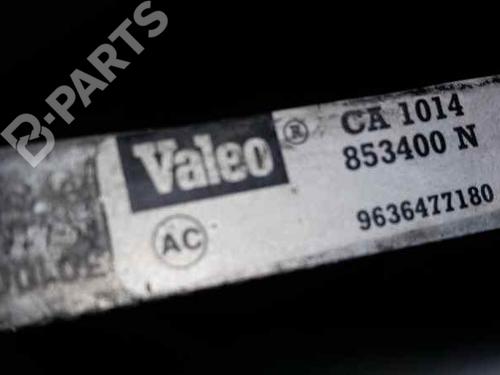 B-PARTS
Valeo ® CA 1014
853400 N
AC 9636477180